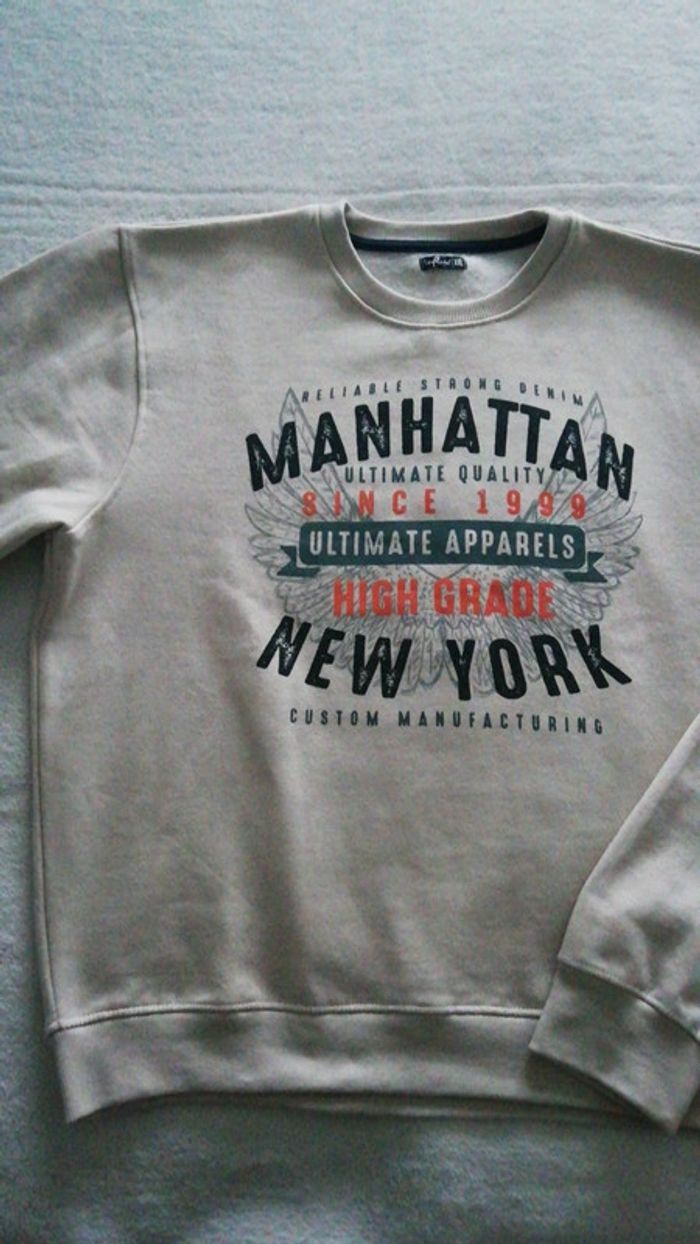 RELIABLE STRONG DENIM
MANHATTAN
ULTIMATE QUALITY
SINCE 1999
ULTIMATE APPARELS
HIGH GRADE
NEW YORK
CUSTOM MANUFACTURING